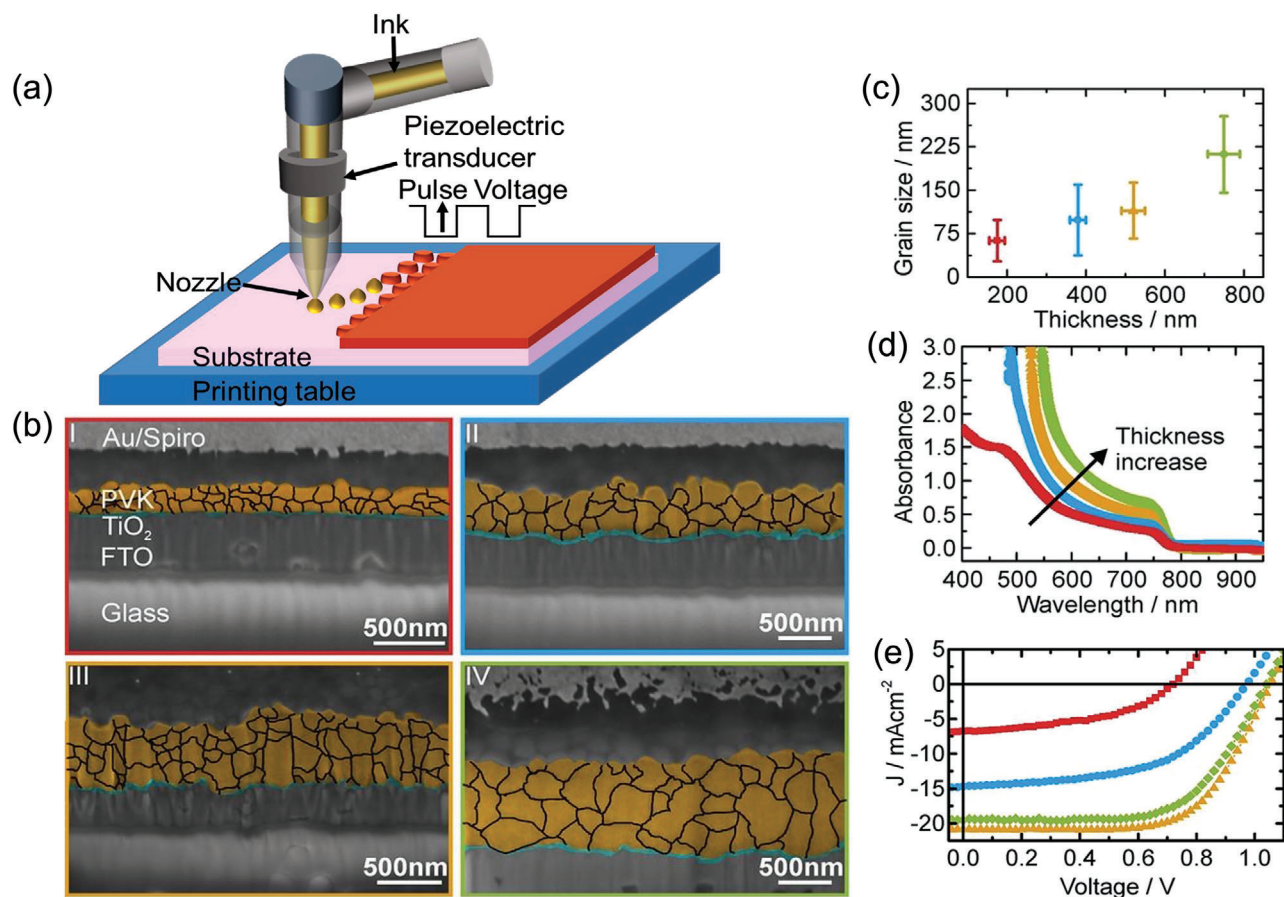 (a)
Ink
Piezoelectric
transducer
Pulse Voltage
Nozzle
Substrate
Printing table
(b)
I
Au/Spiro
PVK
TiO₂
FTO
Glass
500nm
II
500nm
III
500nm
IV
500nm
(c)
300
225
150
75
0
Grain size / nm
200 400 600 800
Thickness / nm
(d)
3.0
2.5
2.0
1.5
1.0
0.5
0.0
Absorbance
Thickness
increase
400 500 600 700 800 900
Wavelength / nm
(e)
5
0
-5
-10
-15
-20
J / mAcm⁻²
0.0 0.2 0.4 0.6 0.8 1.0
Voltage / V